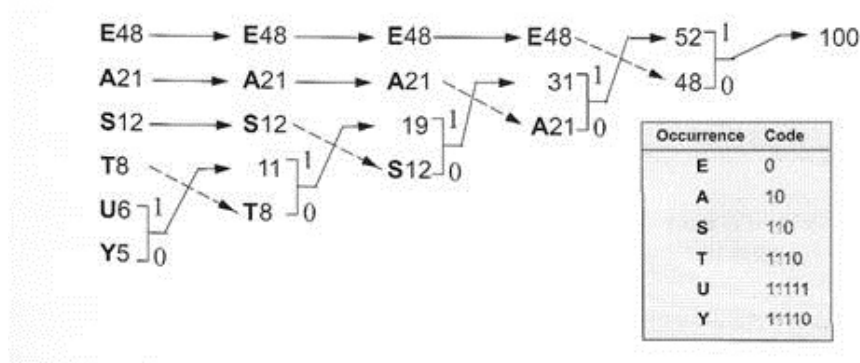 E48 E48 E48 E48 52 1 100
A21 A21 A21 31 1 48 0
S12 S12 19 1 A21 0
T8 11 1 S12 0
U6 1 T8 0
Y5 0
Occurrence Code
E 0
A 10
S 110
T 1110
U 11111
Y 11110